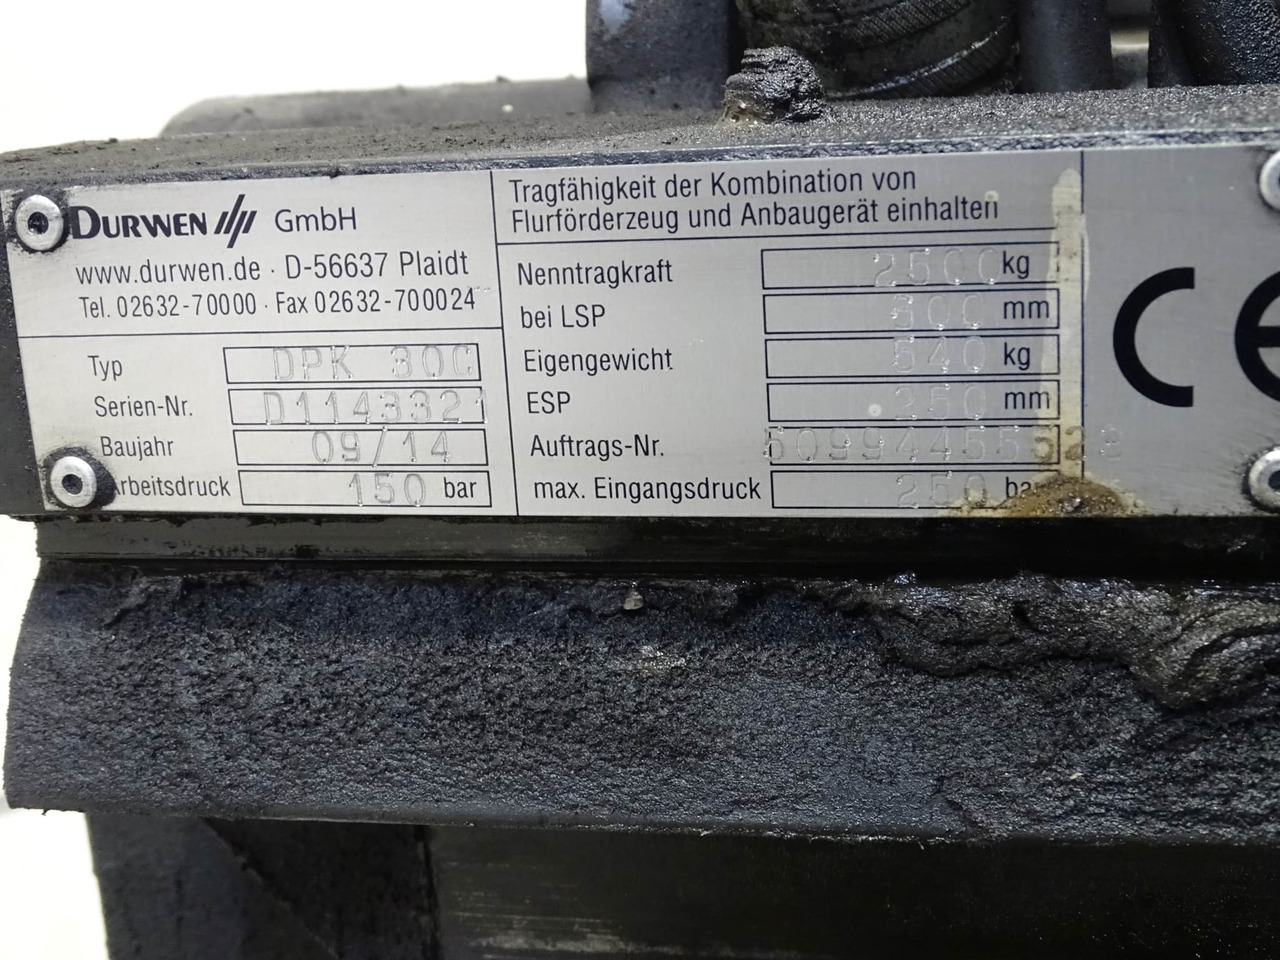 DURWEN GmbH
www.durwen.de · D-56637 Plaidt
Tel. 02632-70000 · Fax 02632-700024
Typ DPK 30C
Serien-Nr. D1143321
Baujahr 09/14
Arbeitsdruck 150 bar
Tragfähigkeit der Kombination von
Flurförderzeug und Anbaugerät einhalten
Nenntragkraft 2500 kg
bei LSP mm
Eigengewicht 540 kg
ESP 250 mm
Auftrags-Nr.
max. Eingangsdruck 250 bar
CE